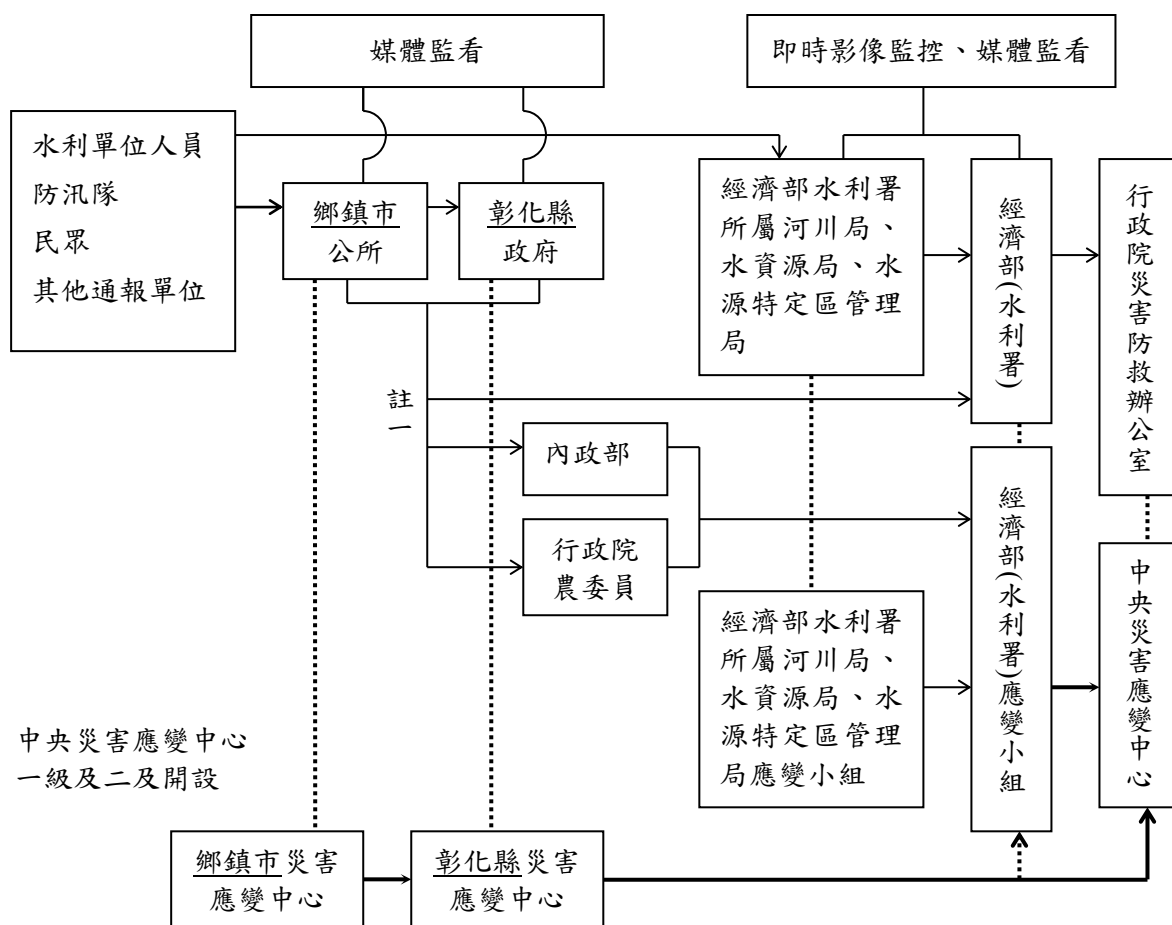 媒體監看
即時影像監控、媒體監看
水利單位人員
防汛隊
民眾
其他通報單位
鄉鎮市
公所
彰化縣
政府
經濟部水利署
所屬河川局、
水資源局、水
源特定區管理
局
經濟部(水利署)
行政院災害防救辦公室
註一
內政部
行政院
農委員
經濟部水利署
所屬河川局、
水資源局、水
源特定區管理
局應變小組
經濟部(水利署)應變小組
中央災害應變中心
中央災害應變中心
一級及二及開設
鄉鎮市災害
應變中心
彰化縣災害
應變中心